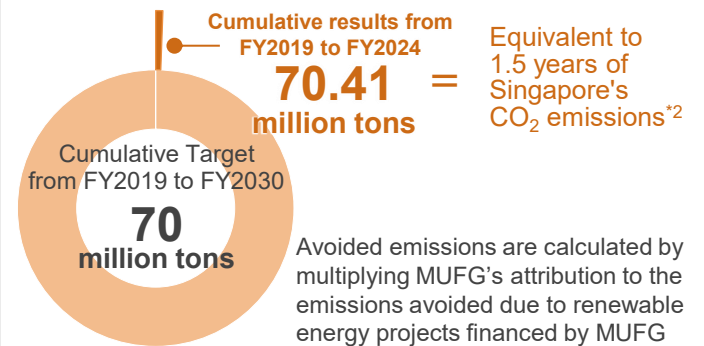 Cumulative results from
FY2019 to FY2024
70.41
million tons
=
Equivalent to
1.5 years of
Singapore's
CO₂ emissions*2
Cumulative Target
from FY2019 to FY2030
70
million tons
Avoided emissions are calculated by
multiplying MUFG’s attribution to the
emissions avoided due to renewable
energy projects financed by MUFG